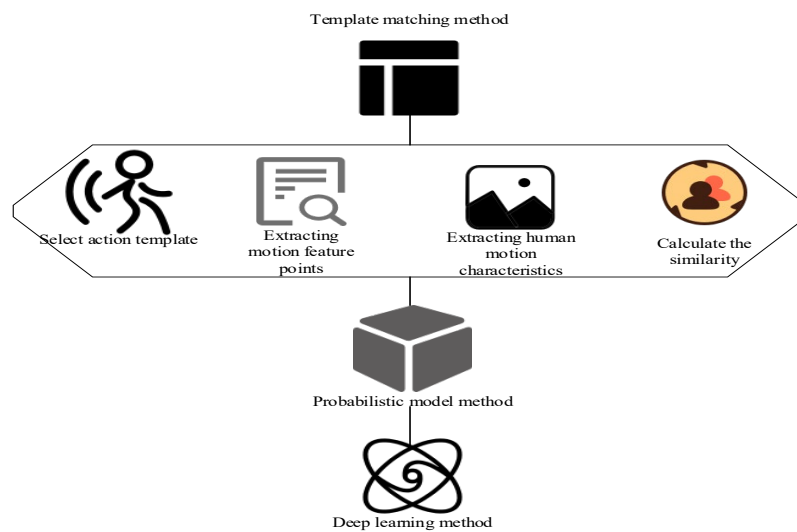 Template matching method
Select action template
Extracting
motion feature
points
Extracting human
motion
characteristics
Calculate the
similarity
Probabilistic model method
Deep learning method